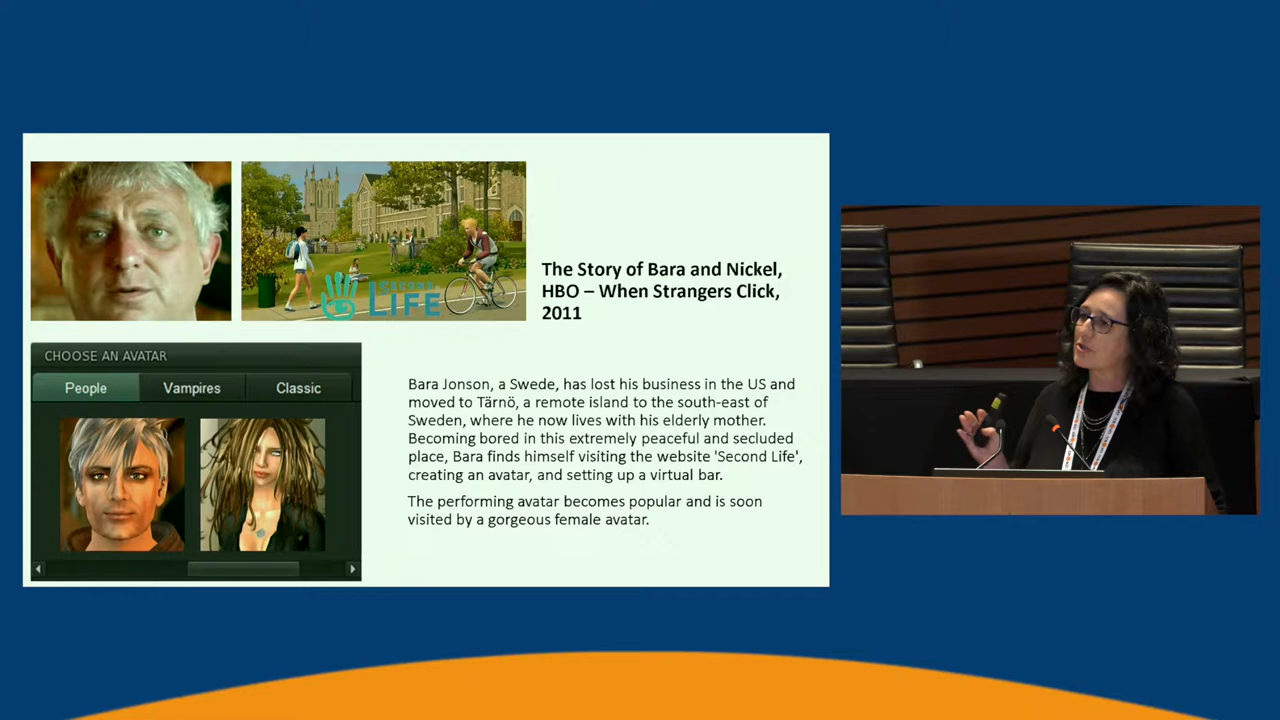 SECOND
LIFE
The Story of Bara and Nickel,
HBO – When Strangers Click,
2011
CHOOSE AN AVATAR
People
Vampires
Classic
Bara Jonson, a Swede, has lost his business in the US and
moved to Tärnö, a remote island to the south-east of
Sweden, where he now lives with his elderly mother.
Becoming bored in this extremely peaceful and secluded
place, Bara finds himself visiting the website 'Second Life',
creating an avatar, and setting up a virtual bar.
The performing avatar becomes popular and is soon
visited by a gorgeous female avatar.